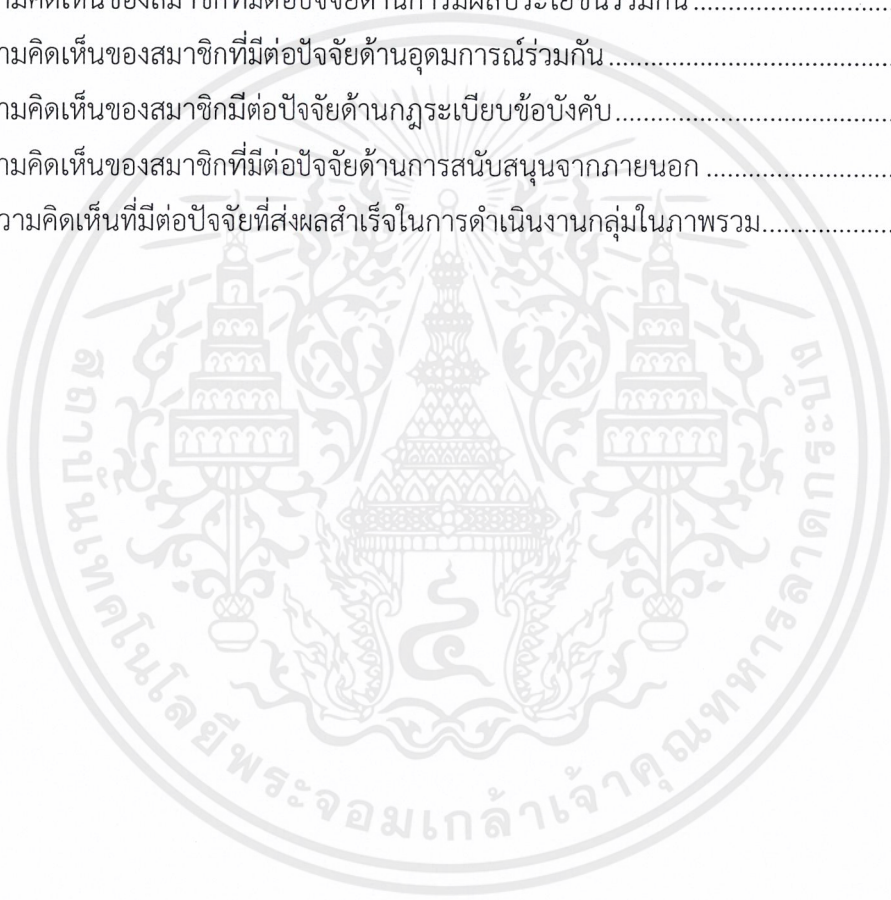 ความคิดเห็นของสมาชิกที่มีต่อปัจจัยด้านการมีผลประโยชน์ร่วมกัน
ามคิดเห็นของสมาชิกที่มีต่อปัจจัยด้านอุดมการณ์ร่วมกัน
ามคิดเห็นของสมาชิกมีต่อปัจจัยด้านกฎระเบียบข้อบังคับ
ามคิดเห็นของสมาชิกที่มีต่อปัจจัยด้านการสนับสนุนจากภายนอก
วามคิดเห็นที่มีต่อปัจจัยที่ส่งผลสำเร็จในการดำเนินงานกลุ่มในภาพรวม
สถาบันเทคโนโลยีพระจอมเกล้าเจ้าคุณทหารลาดกระบัง